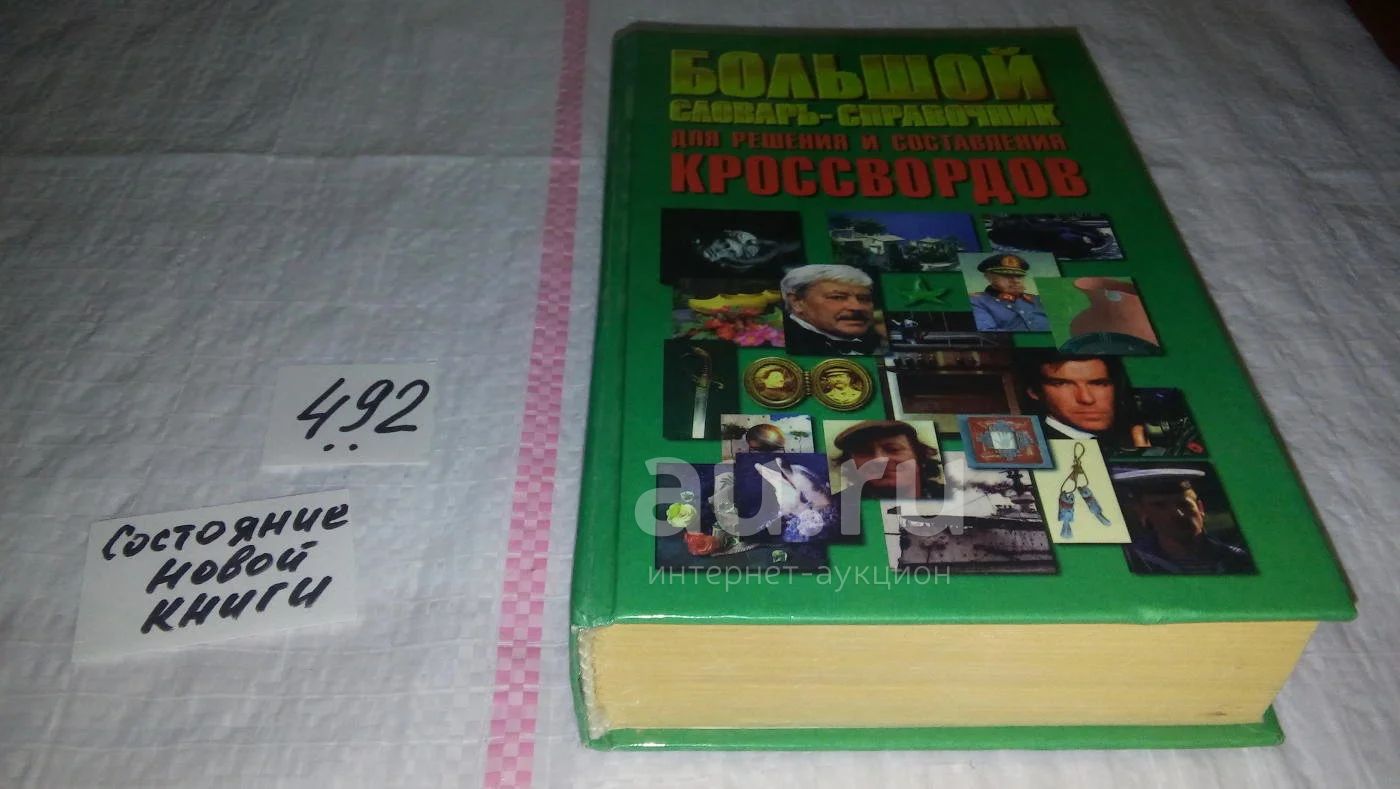 БОЛЬШОЙ
СЛОВАРЬ-СПРАВОЧНИК
ДЛЯ РЕШЕНИЯ И СОСТАВЛЕНИЯ
КРОССВОРДОВ
492
Состояние
новой
книги
au.ru
интернет-аукцион